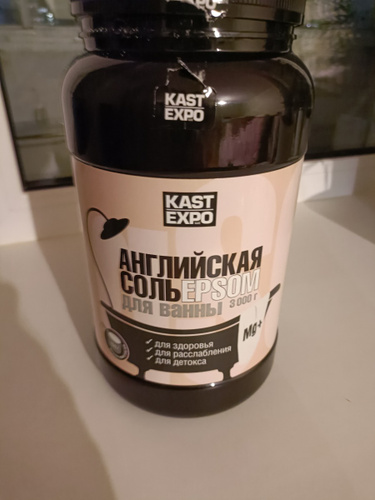 KAST
EXPO
KAST
EXPO
АНГЛИЙСКАЯ
СОЛЬ EPSOM
для ванны 3 000 г
Mg+
✓ для здоровья
✓ для расслабления
✓ для детокса